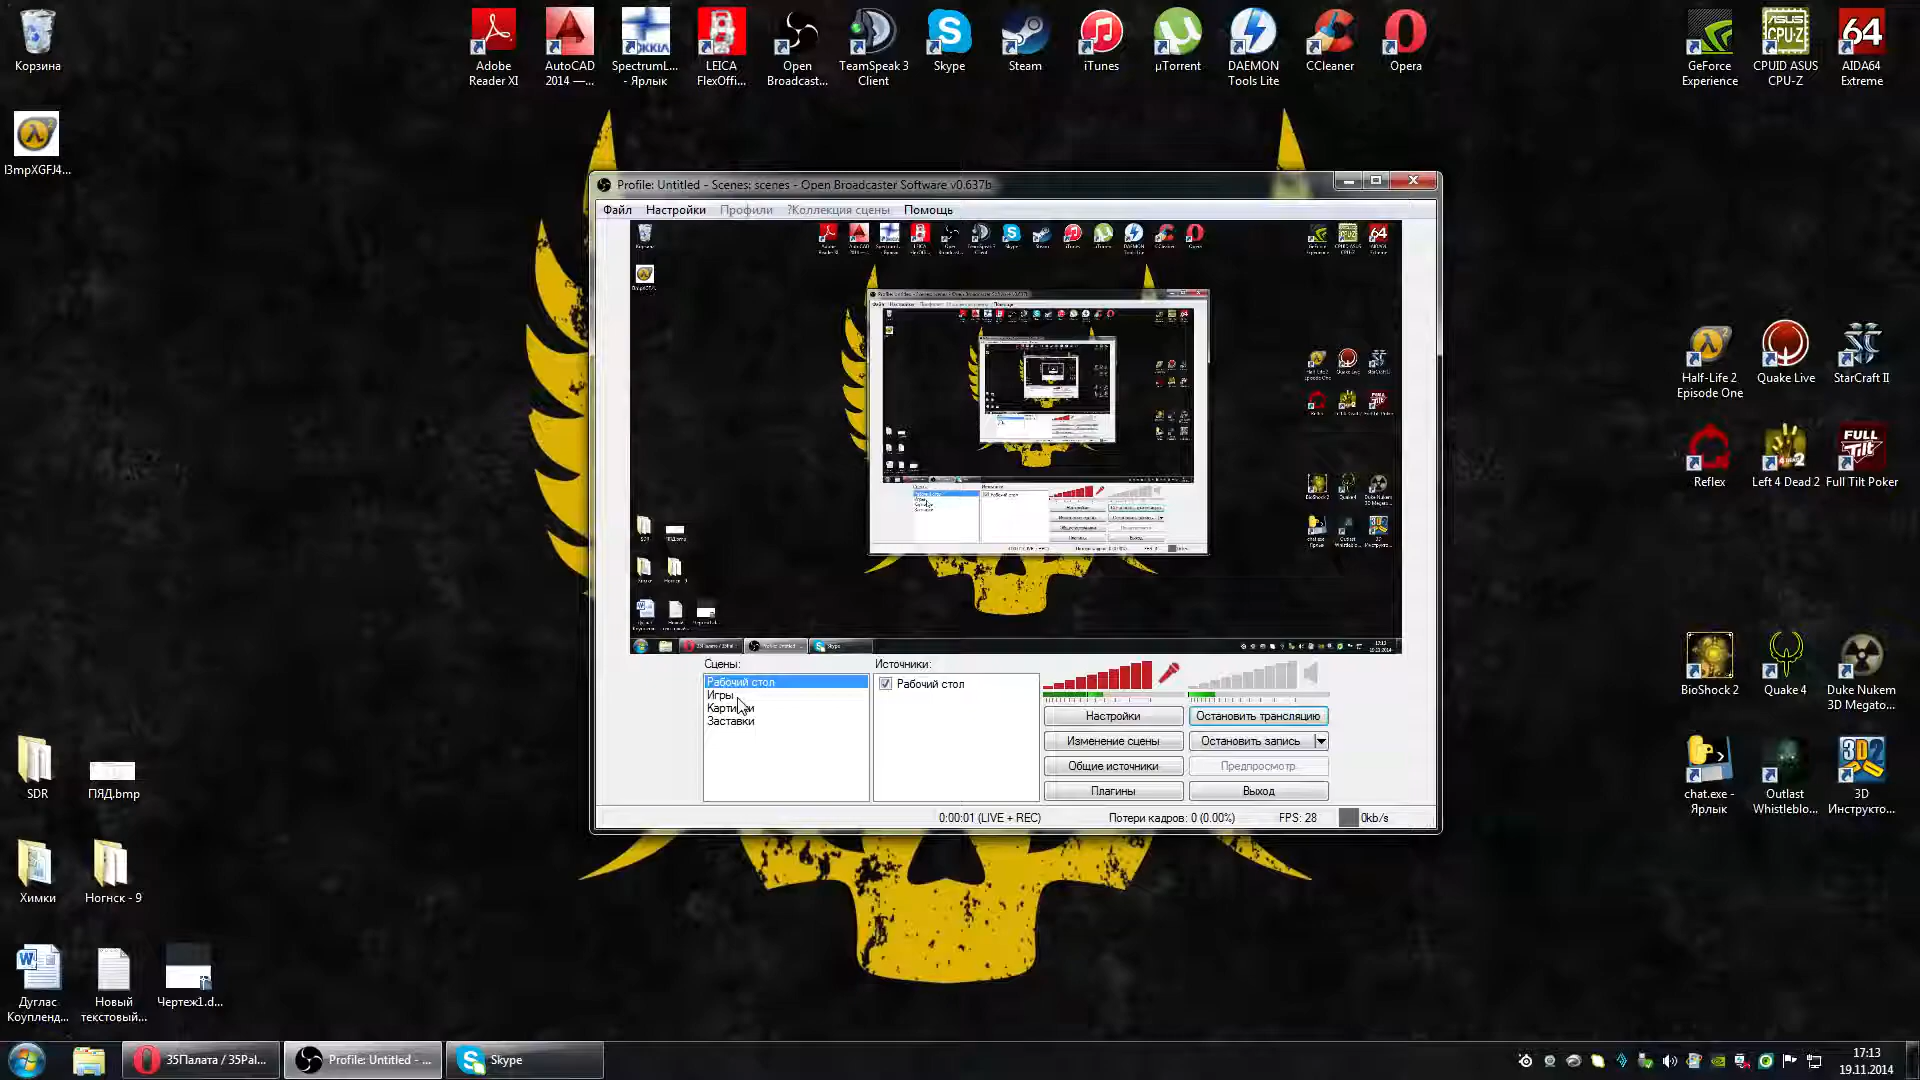 Корзина
Adobe
Reader XI
AutoCAD
2014 —...
SpectrumL...
- Ярлык
LEICA
FlexOffi...
Open
Broadcast...
TeamSpeak 3
Client
Skype
Steam
iTunes
µTorrent
DAEMON
Tools Lite
CCleaner
Opera
GeForce
Experience
CPUID ASUS
CPU-Z
AIDA64
Extreme
l3mpXGFJ4...
Profile: Untitled - Scenes: scenes - Open Broadcaster Software v0.637b
Файл
Настройки
Профили
?Коллекция сцены
Помощь
Half-Life 2
Episode One
Quake Live
StarCraft II
Reflex
Left 4 Dead 2
Full Tilt Poker
Сцены:
Источники:
Рабочий стол
Игры
Заставки
Рабочий стол
Настройки
Остановить трансляцию
Изменение сцены
Остановить запись
Общие источники
Предпросмотр
Плагины
Выход
0:00:01 (LIVE + REC)
Потери кадров: 0 (0.00%)
FPS: 28
0kb/s
BioShock 2
Quake 4
Duke Nukem
3D Megato...
chat.exe -
Ярлык
Outlast
Whistleblo...
3D
Инструкто...
SDR
ПЯД.bmp
Химки
Ногнск - 9
Дуглас
Коупленд...
Новый
текстовый...
Чертеж1.d...
35Палата / 35Pal...
Profile: Untitled - ...
Skype
17:13
19.11.2014